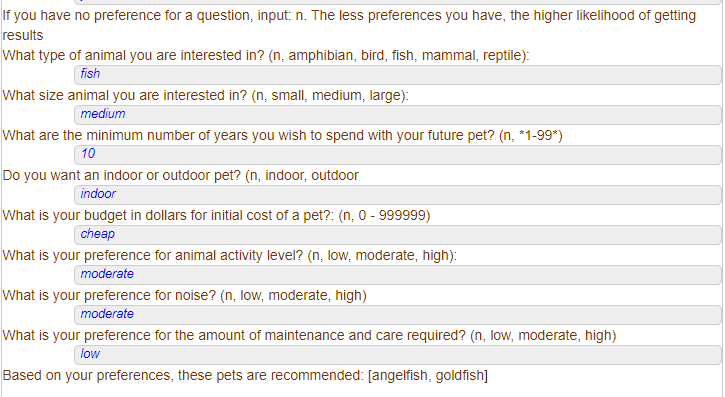 If you have no preference for a question, input: n. The less preferences you have, the higher likelihood of getting
results
What type of animal you are interested in? (n, amphibian, bird, fish, mammal, reptile):
fish
What size animal you are interested in? (n, small, medium, large):
medium
What are the minimum number of years you wish to spend with your future pet? (n, *1-99*)
10
Do you want an indoor or outdoor pet? (n, indoor, outdoor
indoor
What is your budget in dollars for initial cost of a pet?: (n, 0 - 999999)
cheap
What is your preference for animal activity level? (n, low, moderate, high):
moderate
What is your preference for noise? (n, low, moderate, high)
moderate
What is your preference for the amount of maintenance and care required? (n, low, moderate, high)
low
Based on your preferences, these pets are recommended: [angelfish, goldfish]